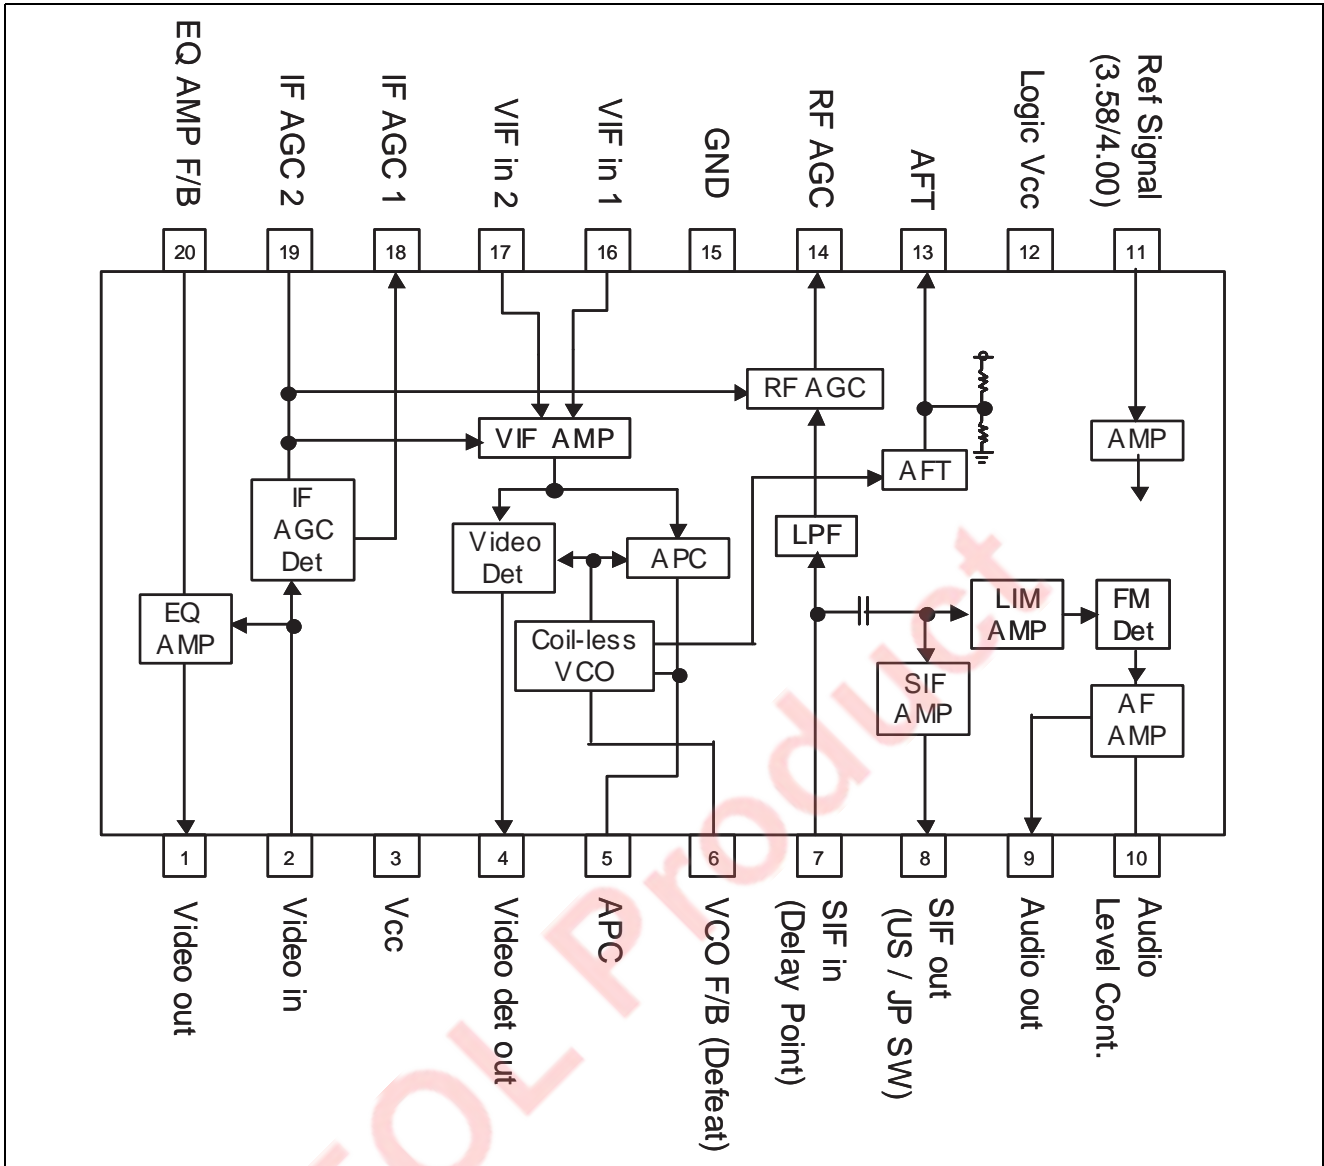 EQ AMP F/B
IF AGC 2
IF AGC 1
VIF in 2
VIF in 1
GND
RF AGC
AFT
Logic Vcc
Ref Signal
(3.58/4.00)
20
19
18
17
16
15
14
13
12
11
RF AGC
VIF AMP
AMP
AFT
IF
AGC
Det
Video
Det
APC
LPF
EQ
AMP
Coil-less
VCO
LIM
AMP
FM
Det
SIF
AMP
AF
AMP
1
2
3
4
5
6
7
8
9
10
Video out
Video in
Vcc
Video det out
APC
VCO F/B (Defeat)
SIF in
(Delay Point)
SIF out
(US / JP SW)
Audio out
Audio
Level Cont.
OL Product